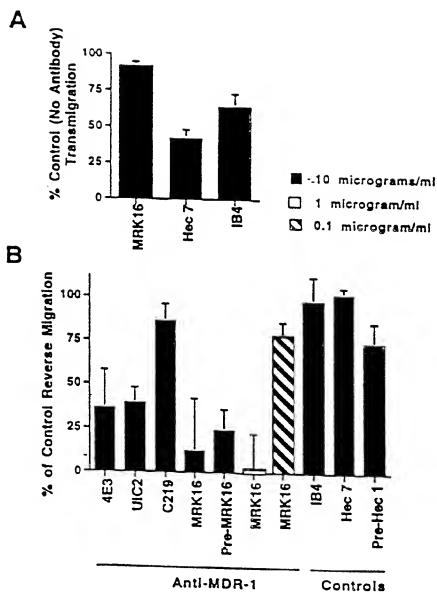 A
% Control (No Antibody)
Transmigration
100
75
50
25
0
MRK16
Hec 7
IB4
-.10 micrograms/ml
1 microgram/ml
0.1 microgram/ml
B
% of Control Reverse Migration
100
75
50
25
0
4E3
UIC2
C219
MRK16
Pre-MRK16
MRK16
MRK16
IB4
Hec 7
Pre-Hec 1
Anti-MDR-1
Controls